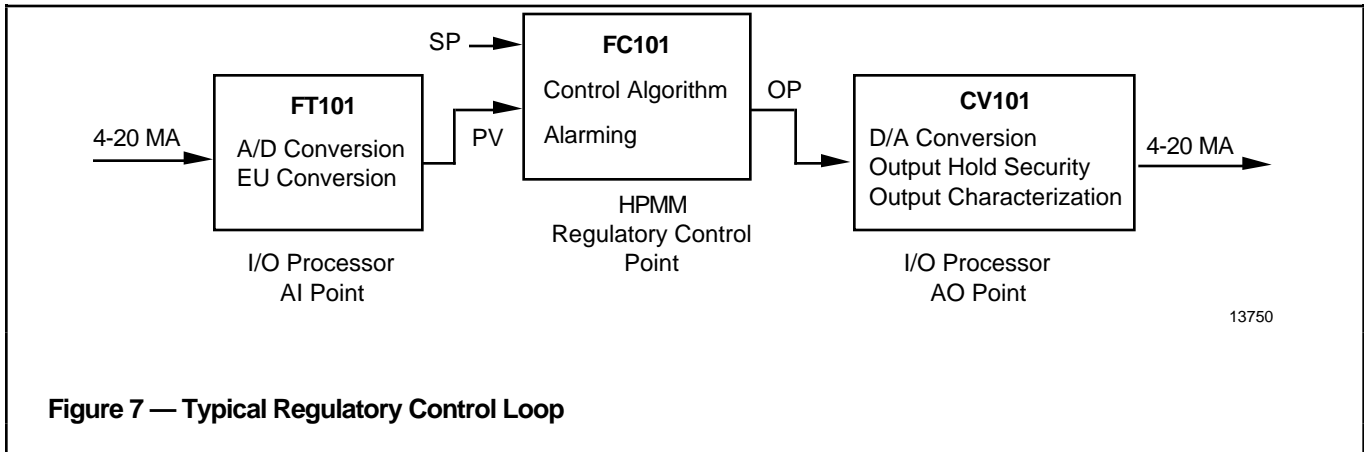 SP
FC101
Control Algorithm
Alarming
FT101
A/D Conversion
EU Conversion
4-20 MA
PV
OP
CV101
D/A Conversion
Output Hold Security
Output Characterization
4-20 MA
I/O Processor
AI Point
HPMM
Regulatory Control
Point
I/O Processor
AO Point
13750
Figure 7 — Typical Regulatory Control Loop